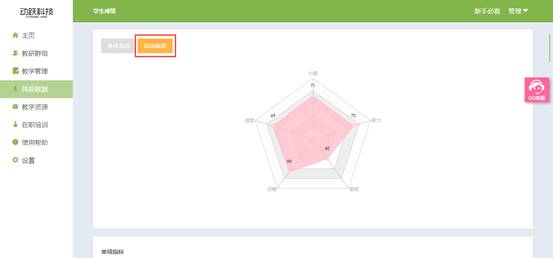 动跃科技
学生成绩
新手必看 管理
主页
教研群组
教学管理
体质数据
教学资源
在职培训
使用帮助
设置
身体素质
运动素质
力量
71
速度
69
70
耐力
66
40
灵敏
柔韧
QQ客服
单项指标